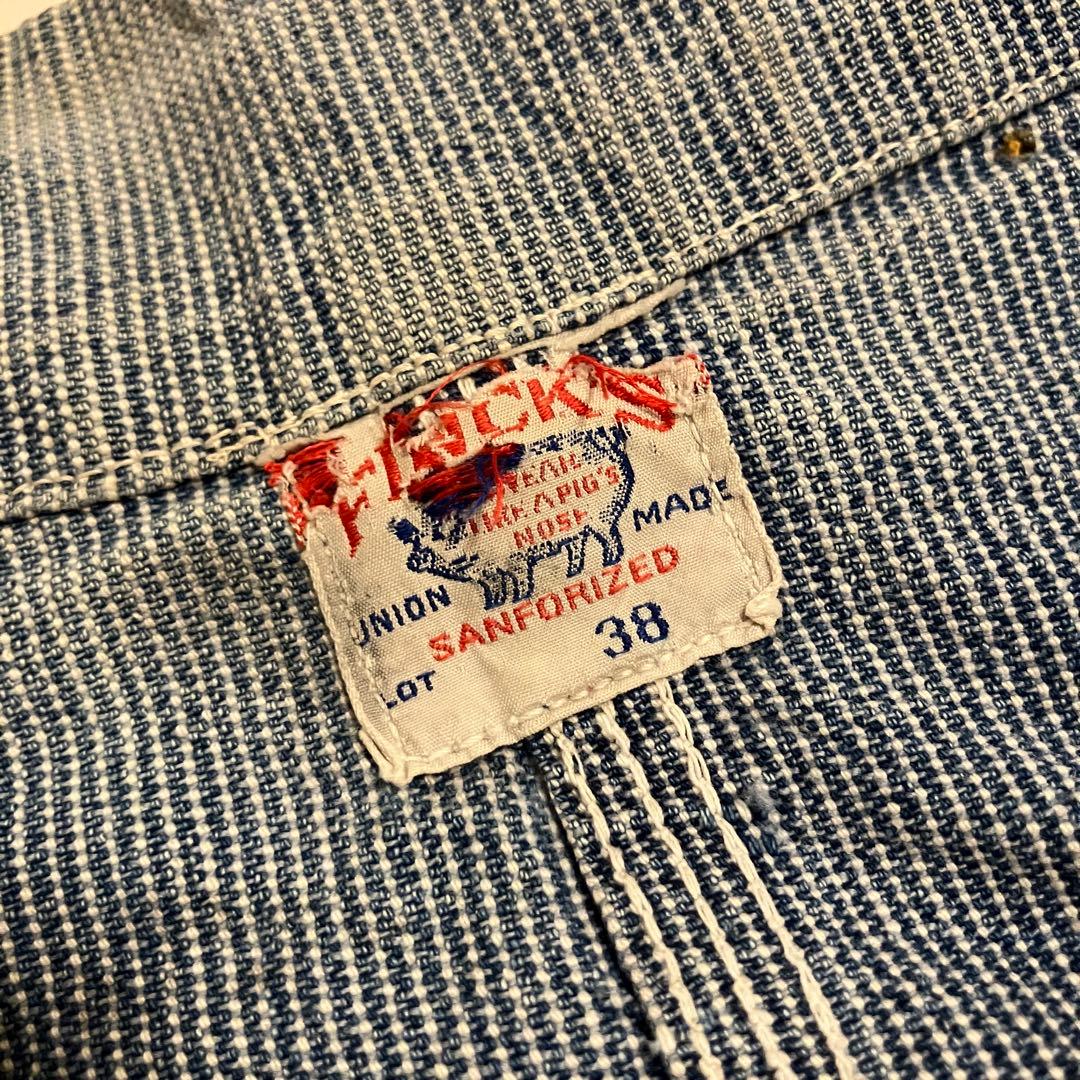 FINCK'S
WEAR
LIKE A PIG'S
NOSE
UNION MADE
SANFORIZED
LOT 38